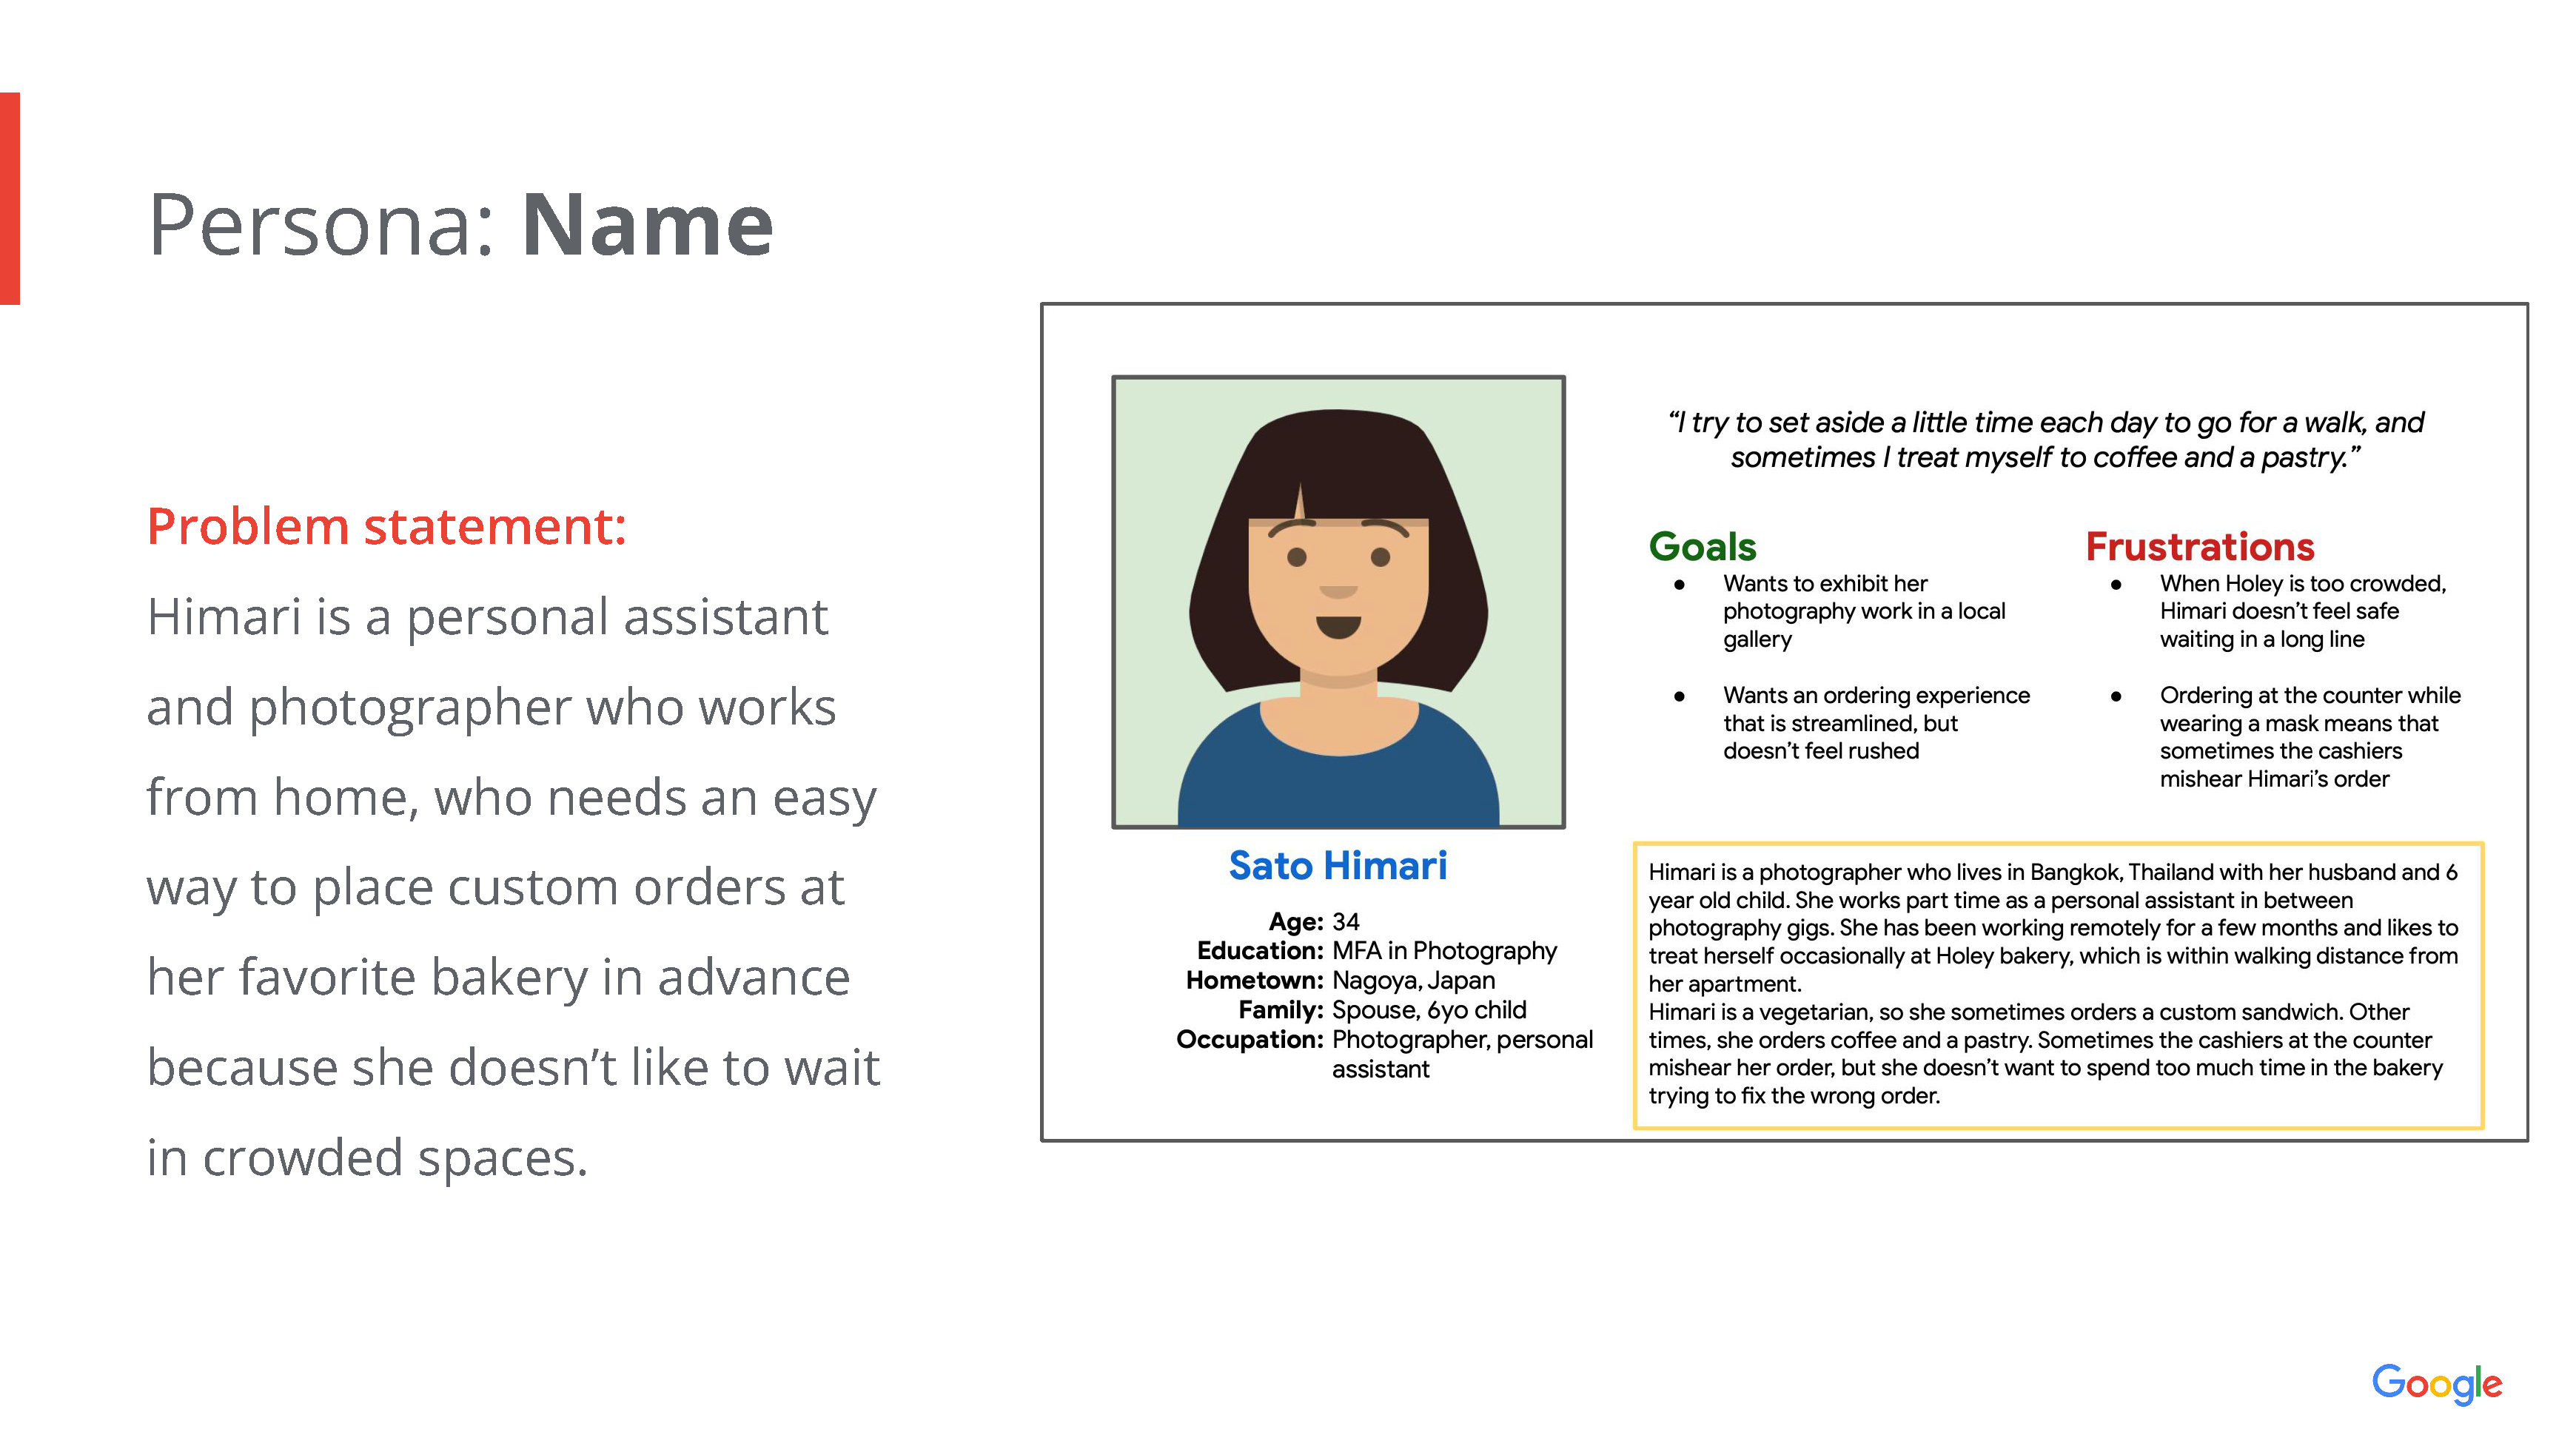 Persona: Name
Problem statement:
Himari is a personal assistant
and photographer who works
from home, who needs an easy
way to place custom orders at
her favorite bakery in advance
because she doesn’t like to wait
in crowded spaces.
Sato Himari
Age: 34
Education: MFA in Photography
Hometown: Nagoya, Japan
Family: Spouse, 6yo child
Occupation: Photographer, personal
assistant
“I try to set aside a little time each day to go for a walk, and
sometimes I treat myself to coffee and a pastry.”
Goals
● Wants to exhibit her
photography work in a local
gallery
● Wants an ordering experience
that is streamlined, but
doesn’t feel rushed
Frustrations
● When Holey is too crowded,
Himari doesn’t feel safe
waiting in a long line
● Ordering at the counter while
wearing a mask means that
sometimes the cashiers
mishear Himari’s order
Himari is a photographer who lives in Bangkok, Thailand with her husband and 6
year old child. She works part time as a personal assistant in between
photography gigs. She has been working remotely for a few months and likes to
treat herself occasionally at Holey bakery, which is within walking distance from
her apartment.
Himari is a vegetarian, so she sometimes orders a custom sandwich. Other
times, she orders coffee and a pastry. Sometimes the cashiers at the counter
mishear her order, but she doesn’t want to spend too much time in the bakery
trying to fix the wrong order.
Google